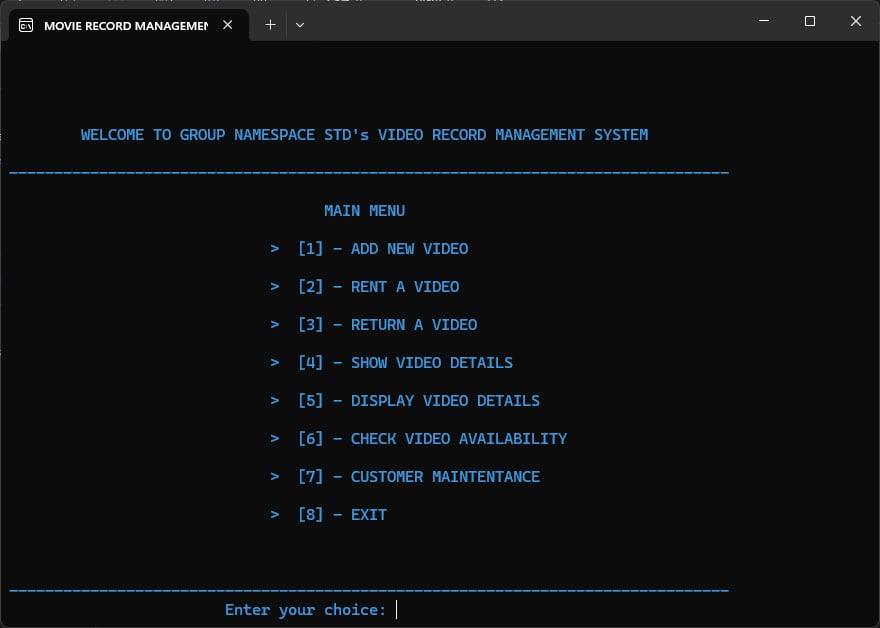 MOVIE RECORD MANAGEMEN
WELCOME TO GROUP NAMESPACE STD's VIDEO RECORD MANAGEMENT SYSTEM
MAIN MENU
> [1] - ADD NEW VIDEO
> [2] - RENT A VIDEO
> [3] - RETURN A VIDEO
> [4] - SHOW VIDEO DETAILS
> [5] - DISPLAY VIDEO DETAILS
> [6] - CHECK VIDEO AVAILABILITY
> [7] - CUSTOMER MAINTENTANCE
> [8] - EXIT
Enter your choice: